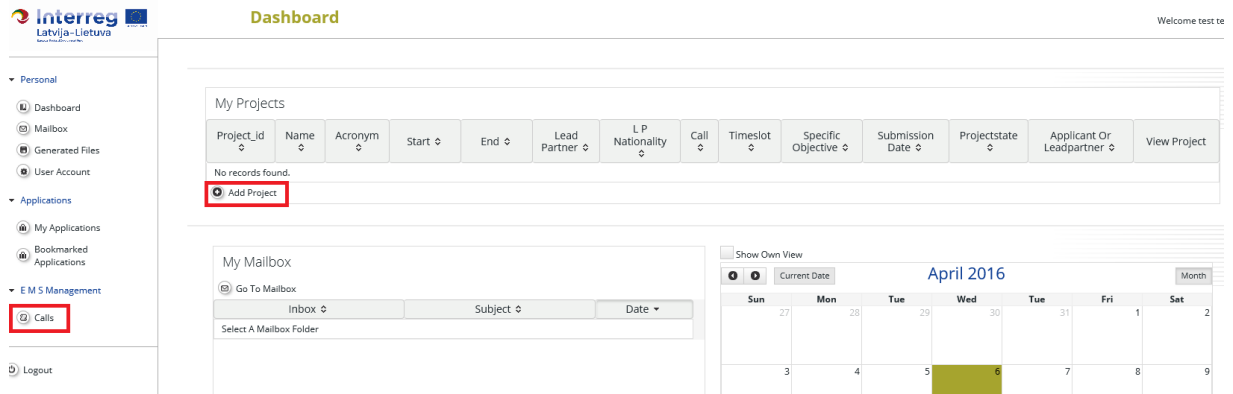 Interreg
Latvija-Lietuva
Dashboard
Welcome test te
Personal
Dashboard
Mailbox
Generated Files
User Account
Applications
My Applications
Bookmarked
Applications
E M S Management
Calls
Logout
My Projects
Project_id Name Acronym Start End Lead Partner L P Nationality Call Timeslot Specific Objective Submission Date Projectstate Applicant Or Leadpartner View Project
No records found.
Add Project
My Mailbox
Go To Mailbox
Inbox Subject Date
Select A Mailbox Folder
Show Own View
Current Date April 2016 Month
Sun Mon Tue Wed Tue Fri Sat
27 28 29 30 31 1 2
3 4 5 6 7 8 9